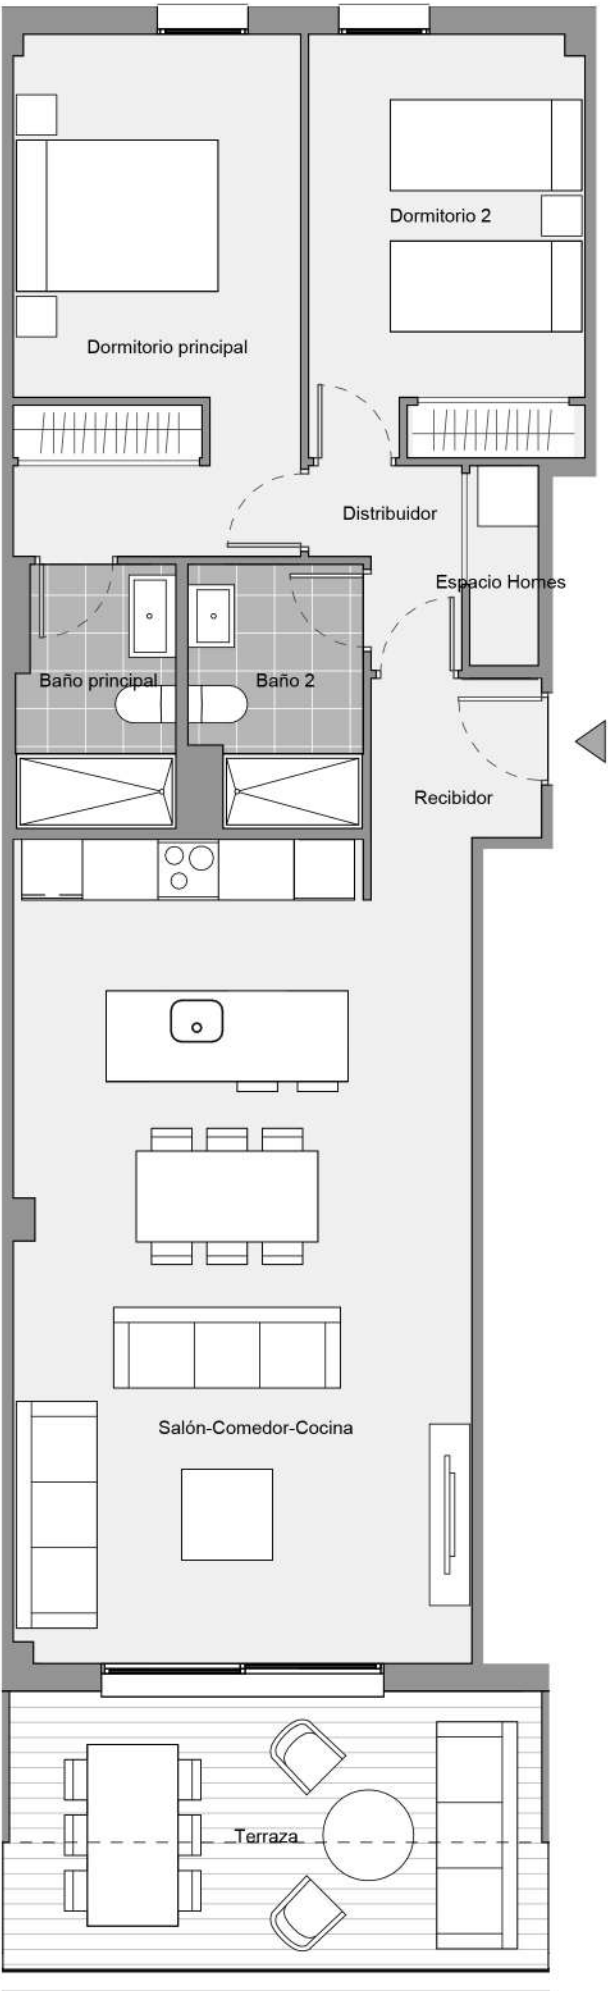 Dormitorio 2
Dormitorio principal
Distribuidor
Espacio Homes
Baño principal
Baño 2
Recibidor
Salón-Comedor-Cocina
Terraza